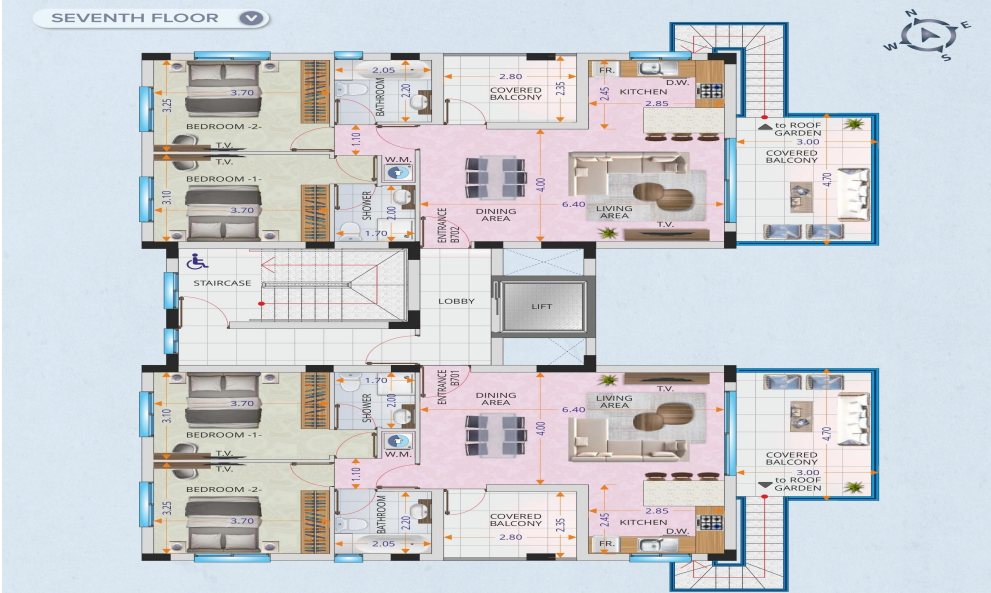 SEVENTH FLOOR
N
E
W
S
2.05
2.20
BATHROOM
2.80
COVERED
BALCONY
2.35
FR.
D.W.
KITCHEN
2.45
2.85
3.25
3.70
BEDROOM -2-
T.V.
1.10
to ROOF
GARDEN
3.00
COVERED
BALCONY
4.70
T.V.
BEDROOM -1-
3.10
3.70
W.M.
SHOWER
2.00
1.70
ENTRANCE
B702
DINING
AREA
4.00
6.40
LIVING
AREA
T.V.
STAIRCASE
LOBBY
LIFT
3.10
3.70
BEDROOM -1-
T.V.
1.70
SHOWER
2.00
W.M.
ENTRANCE
B701
DINING
AREA
4.00
6.40
T.V.
LIVING
AREA
4.70
COVERED
BALCONY
3.00
to ROOF
GARDEN
T.V.
BEDROOM -2-
3.25
3.70
1.10
BATHROOM
2.20
2.05
COVERED
BALCONY
2.80
2.35
2.45
2.85
KITCHEN
D.W.
FR.